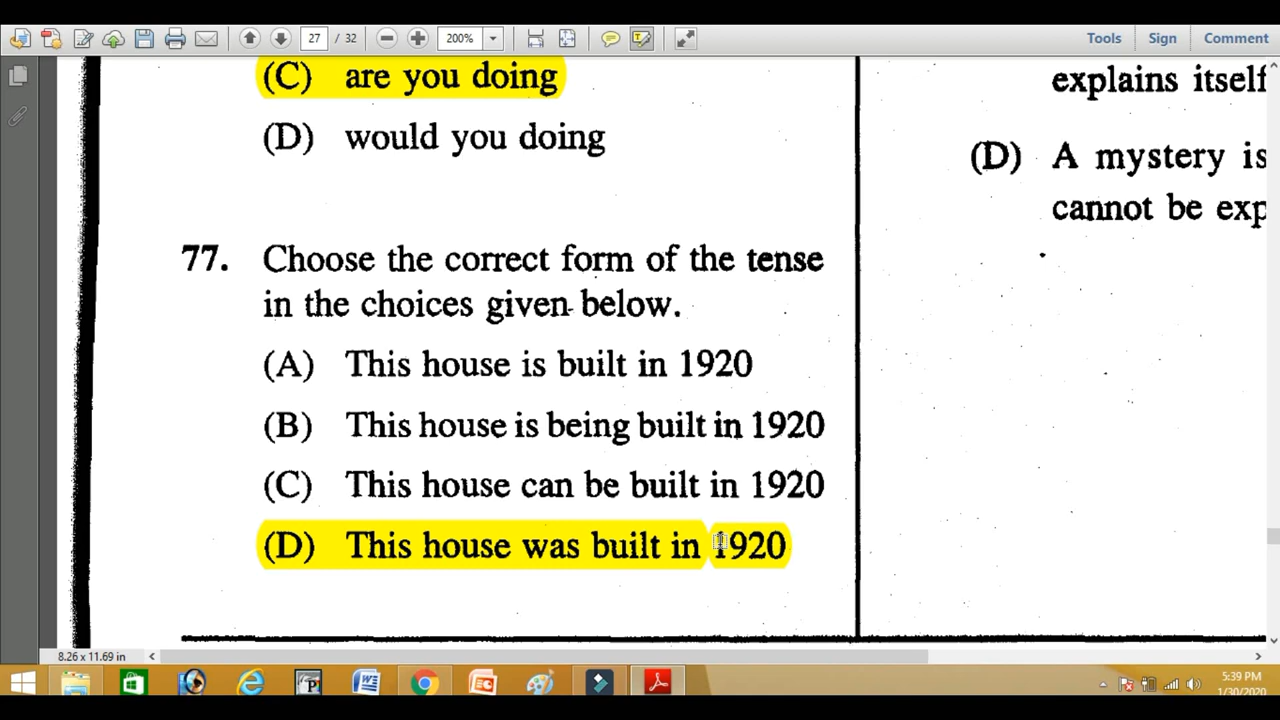 27 / 32
200%
Tools
Sign
Comment
(C) are you doing
(D) would you doing
77. Choose the correct form of the tense
in the choices given below.
(A) This house is built in 1920
(B) This house is being built in 1920
(C) This house can be built in 1920
(D) This house was built in 1920
explains itself
(D) A mystery is
cannot be exp
8.26 x 11.69 in
5:39 PM
1/30/2020